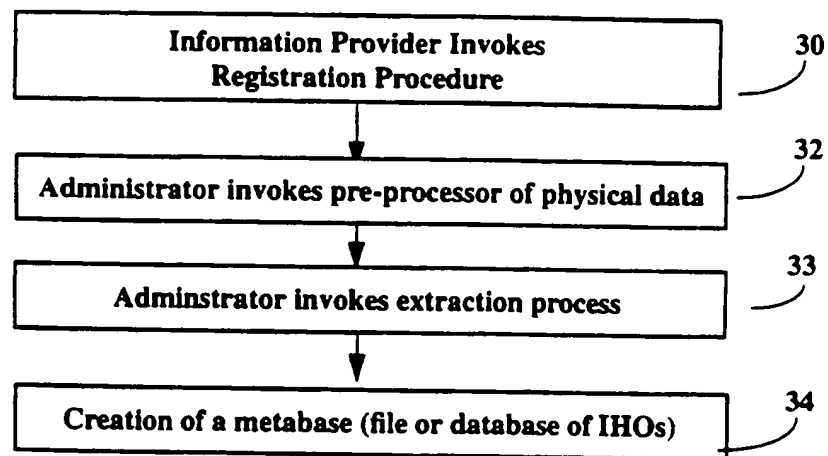 Information Provider Invokes
Registration Procedure
30
Administrator invokes pre-processor of physical data
32
Adminstrator invokes extraction process
33
Creation of a metabase (file or database of IHOs)
34